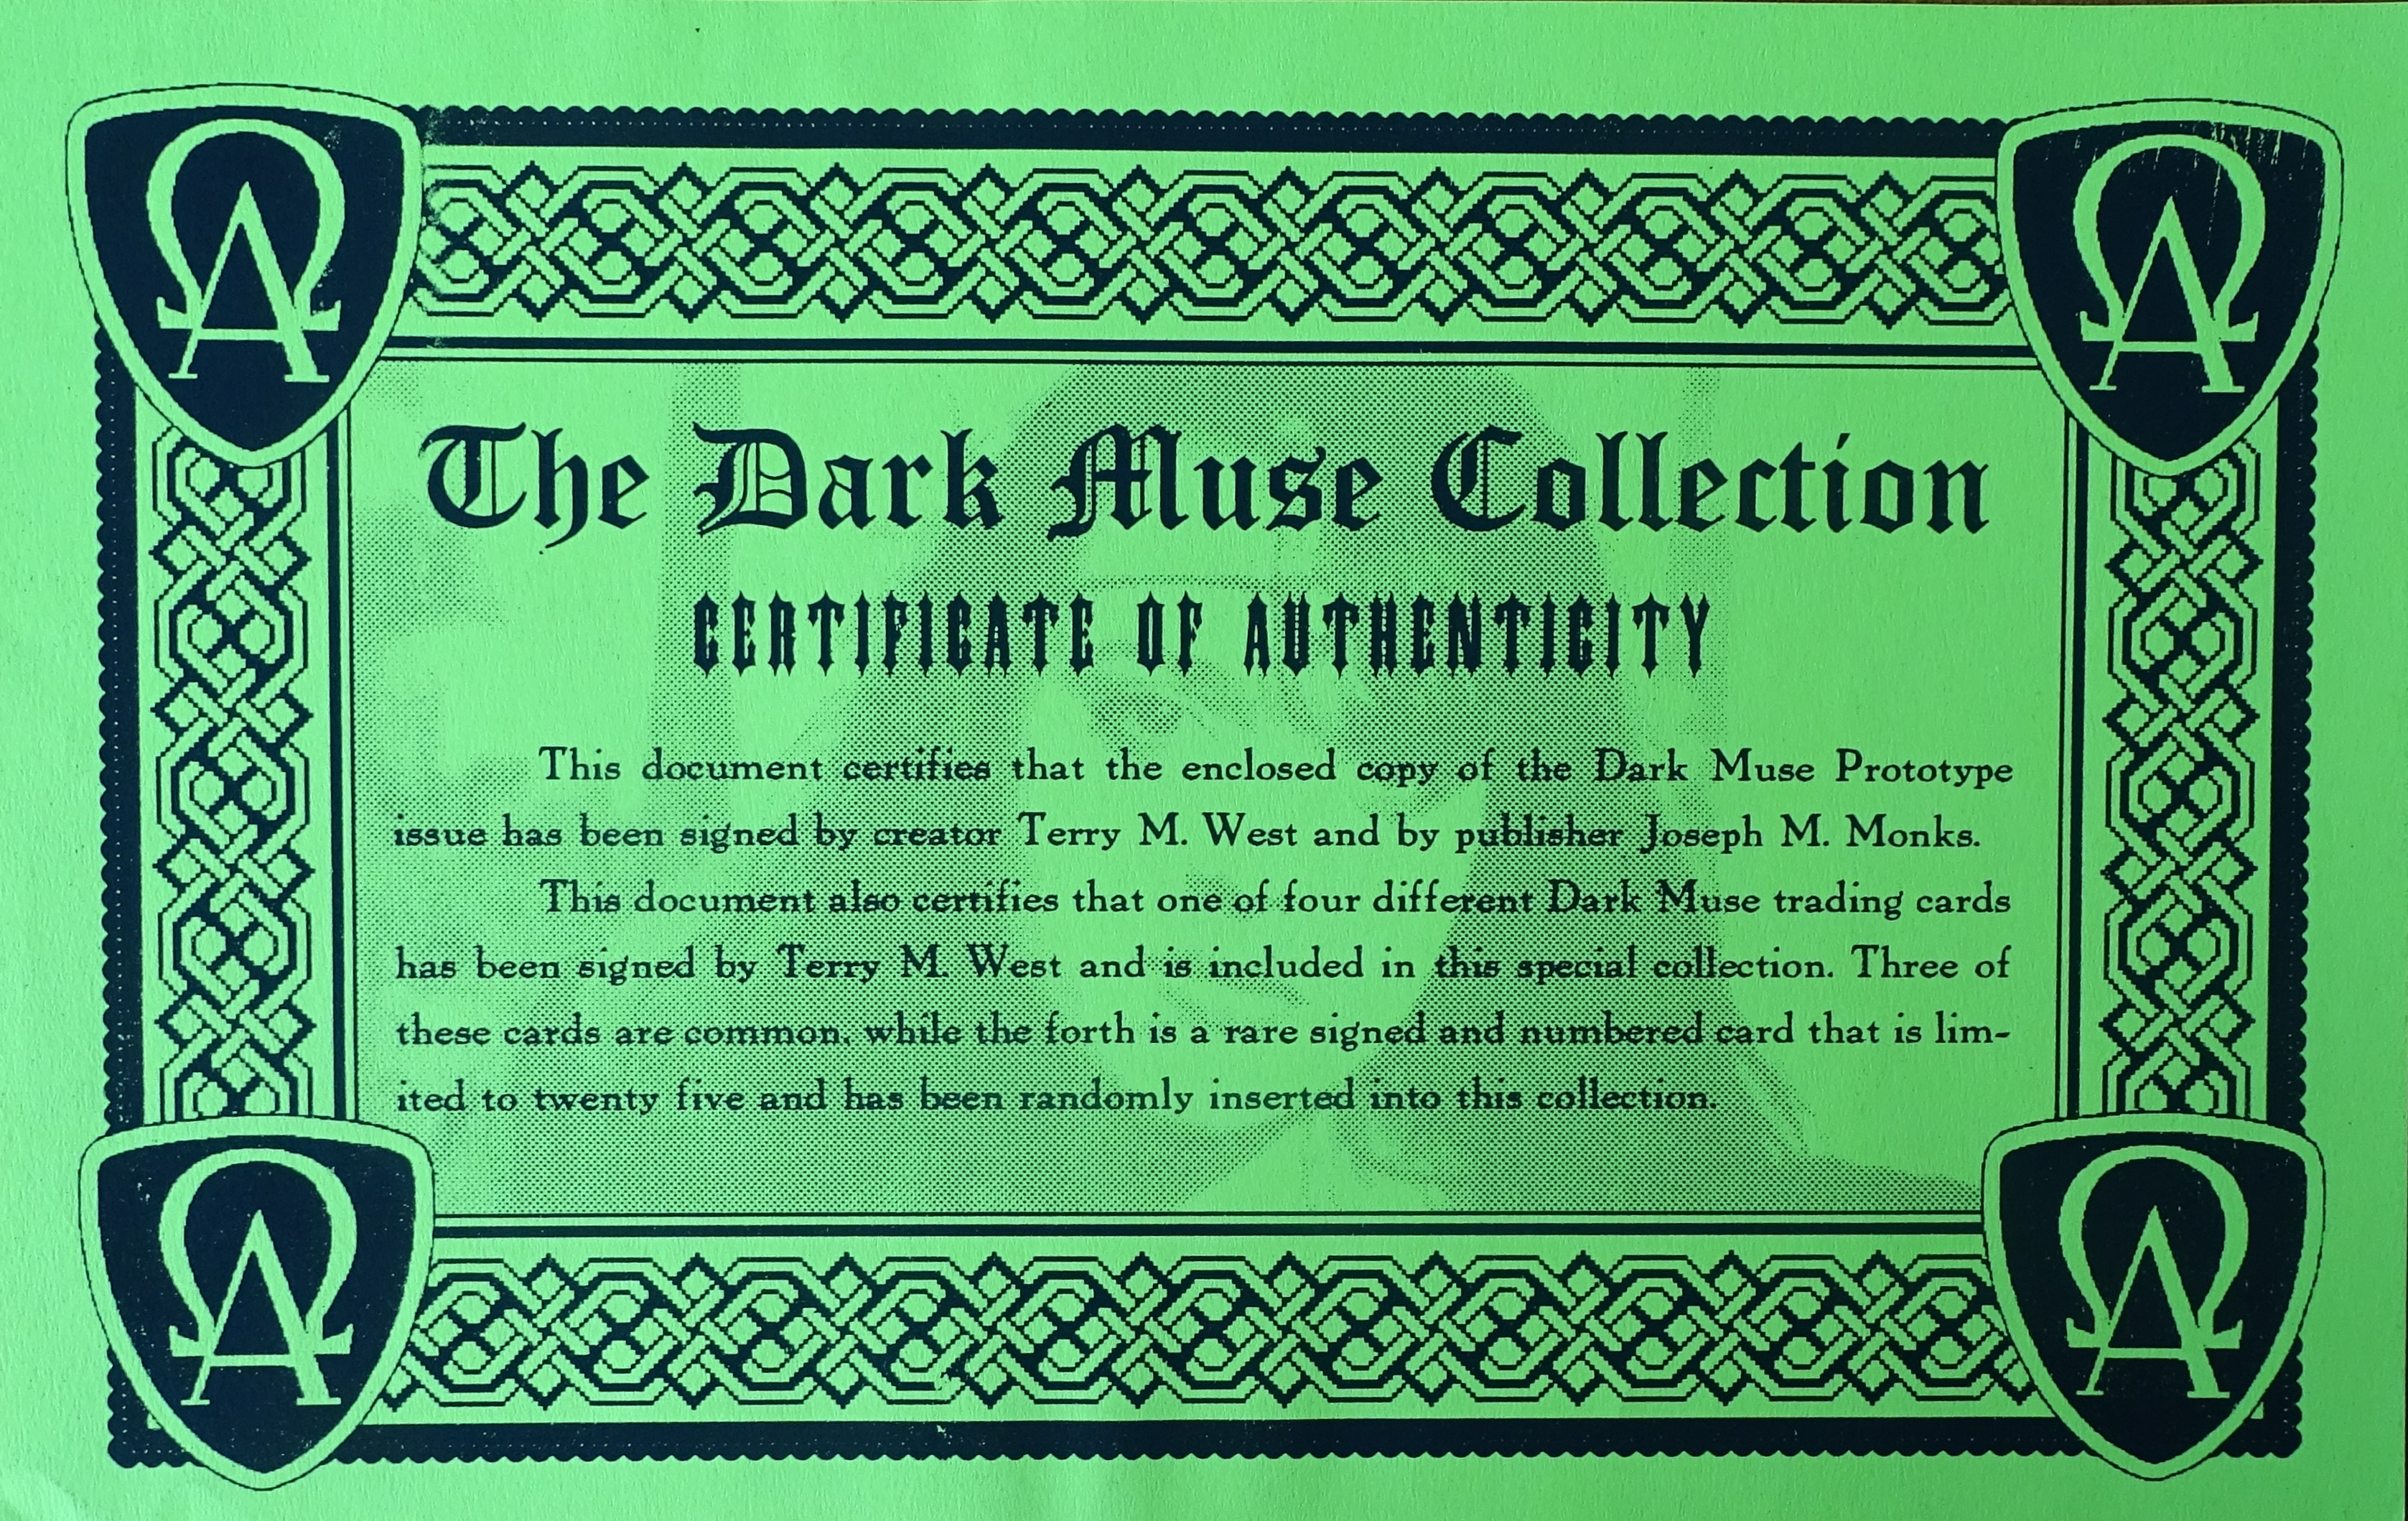 ΩA
ΩA
The Dark Muse Collection
CERTIFICATE OF AUTHENTICITY
This document certifies that the enclosed copy of the Dark Muse Prototype
issue has been signed by creator Terry M. West and by publisher Joseph M. Monks.
This document also certifies that one of four different Dark Muse trading cards
has been signed by Terry M. West and is included in this special collection. Three of
these cards are common, while the forth is a rare signed and numbered card that is lim-
ited to twenty five and has been randomly inserted into this collection.
ΩA
ΩA